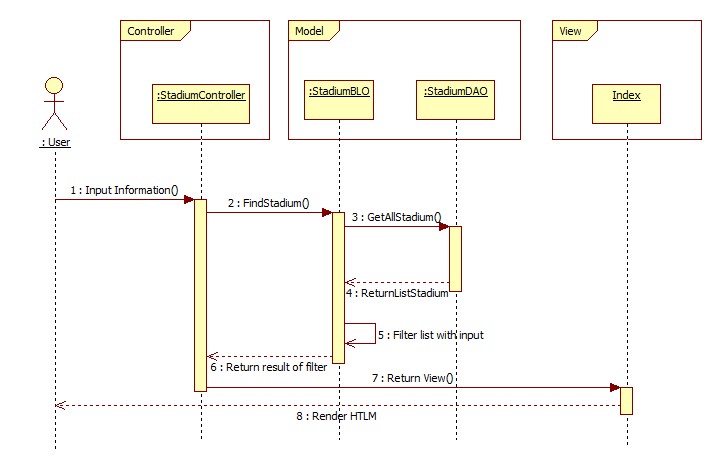 Controller
Model
View
:StadiumController
:StadiumBLO
:StadiumDAO
Index
: User
1 : Input Information()
2 : FindStadium()
3 : GetAllStadium()
4 : ReturnListStadium
5 : Filter list with input
6 : Return result of filter
7 : Return View()
8 : Render HTLM